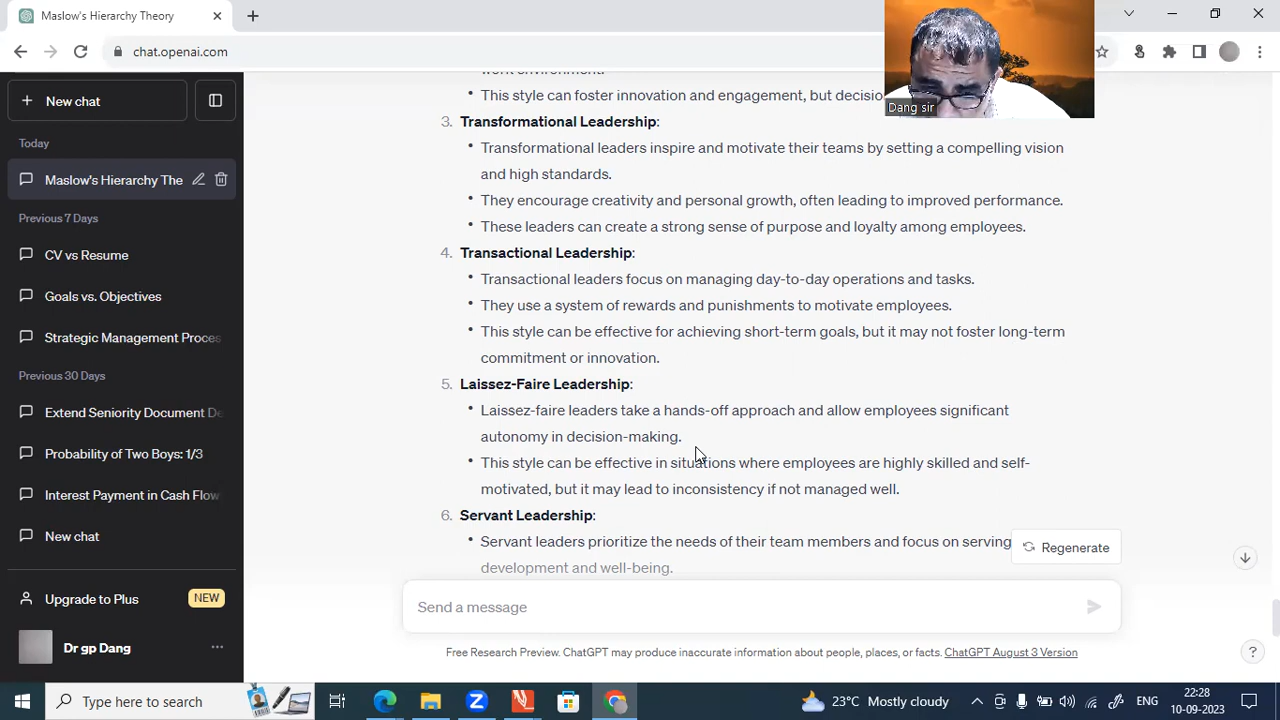 Maslow's Hierarchy Theory
chat.openai.com
New chat
Today
Maslow's Hierarchy The
Previous 7 Days
CV vs Resume
Goals vs. Objectives
Strategic Management Proces
Previous 30 Days
Extend Seniority Document De
Probability of Two Boys: 1/3
Interest Payment in Cash Flow
New chat
Upgrade to Plus
NEW
Dr gp Dang
work environment.
• This style can foster innovation and engagement, but decisio
Dang sir
3. Transformational Leadership:
• Transformational leaders inspire and motivate their teams by setting a compelling vision
and high standards.
• They encourage creativity and personal growth, often leading to improved performance.
• These leaders can create a strong sense of purpose and loyalty among employees.
4. Transactional Leadership:
• Transactional leaders focus on managing day-to-day operations and tasks.
• They use a system of rewards and punishments to motivate employees.
• This style can be effective for achieving short-term goals, but it may not foster long-term
commitment or innovation.
5. Laissez-Faire Leadership:
• Laissez-faire leaders take a hands-off approach and allow employees significant
autonomy in decision-making.
• This style can be effective in situations where employees are highly skilled and self-
motivated, but it may lead to inconsistency if not managed well.
6. Servant Leadership:
• Servant leaders prioritize the needs of their team members and focus on serving
development and well-being.
Regenerate
Send a message
Free Research Preview. ChatGPT may produce inaccurate information about people, places, or facts. ChatGPT August 3 Version
?
Type here to search
23°C Mostly cloudy
ENG
22:28
10-09-2023